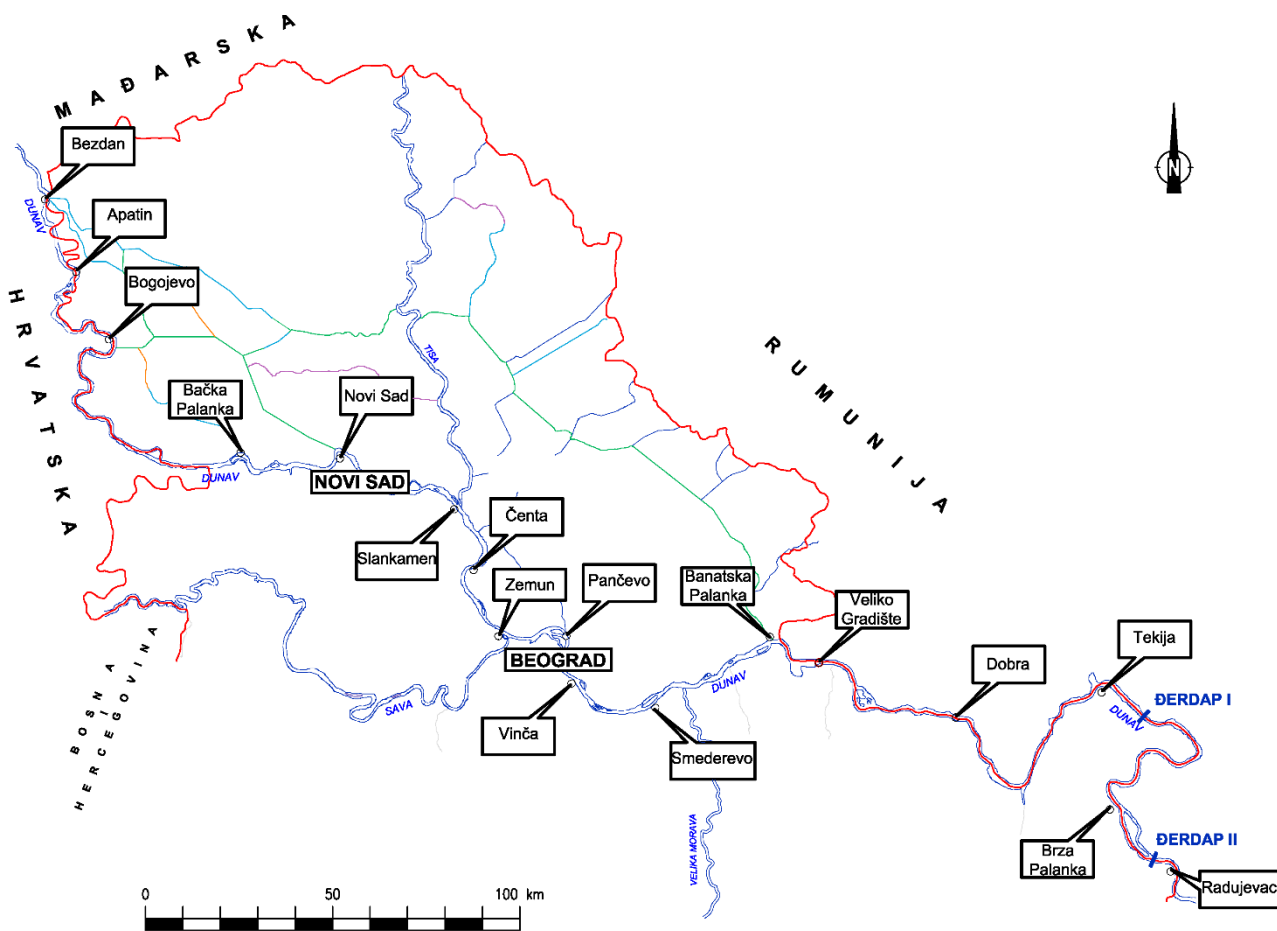 MAĐARSKA
Bezdan
DUNAV
Apatin
N
Bogojevo
HRVATSKA
RUMUNIJA
TISA
Bačka
Palanka
Novi Sad
DUNAV
NOVI SAD
Slankamen
Čenta
Zemun
Pančevo
Banatska
Palanka
Veliko
Gradište
BEOGRAD
Tekija
Dobra
BOSNA
I
HERCEGOVINA
SAVA
DUNAV
ĐERDAP I
DUNAV
Vinča
Smederevo
VELIKA MORAVA
Brza
Palanka
ĐERDAP II
Radujevac
0 50 100 km